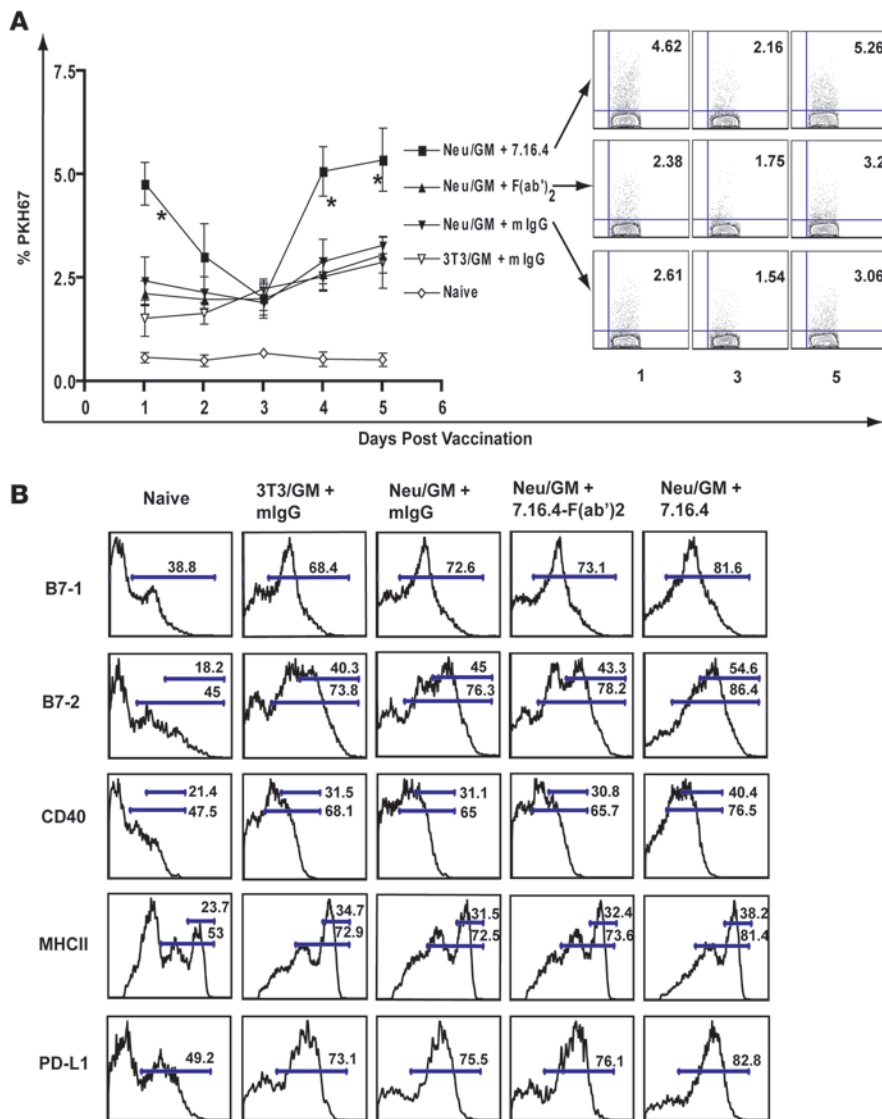 A
% PKH67
7.5
5.0
2.5
0.0
0 1 2 3 4 5 6
* * *
Neu/GM + 7.16.4
Neu/GM + F(ab')2
Neu/GM + mIgG
3T3/GM + mIgG
Naive
4.62 2.16 5.26
2.38 1.75 3.2
2.61 1.54 3.06
1 3 5
Days Post Vaccination
B
Naive 3T3/GM + mIgG Neu/GM + mIgG Neu/GM + 7.16.4-F(ab')2 Neu/GM + 7.16.4
B7-1 38.8 68.4 72.6 73.1 81.6
B7-2
18.2 40.3 45 43.3 54.6
45 73.8 76.3 78.2 86.4
CD40
21.4 31.5 31.1 30.8 40.4
47.5 68.1 65 65.7 76.5
MHCII
23.7 34.7 31.5 32.4 38.2
53 72.9 72.5 73.6 81.4
PD-L1 49.2 73.1 75.5 76.1 82.8